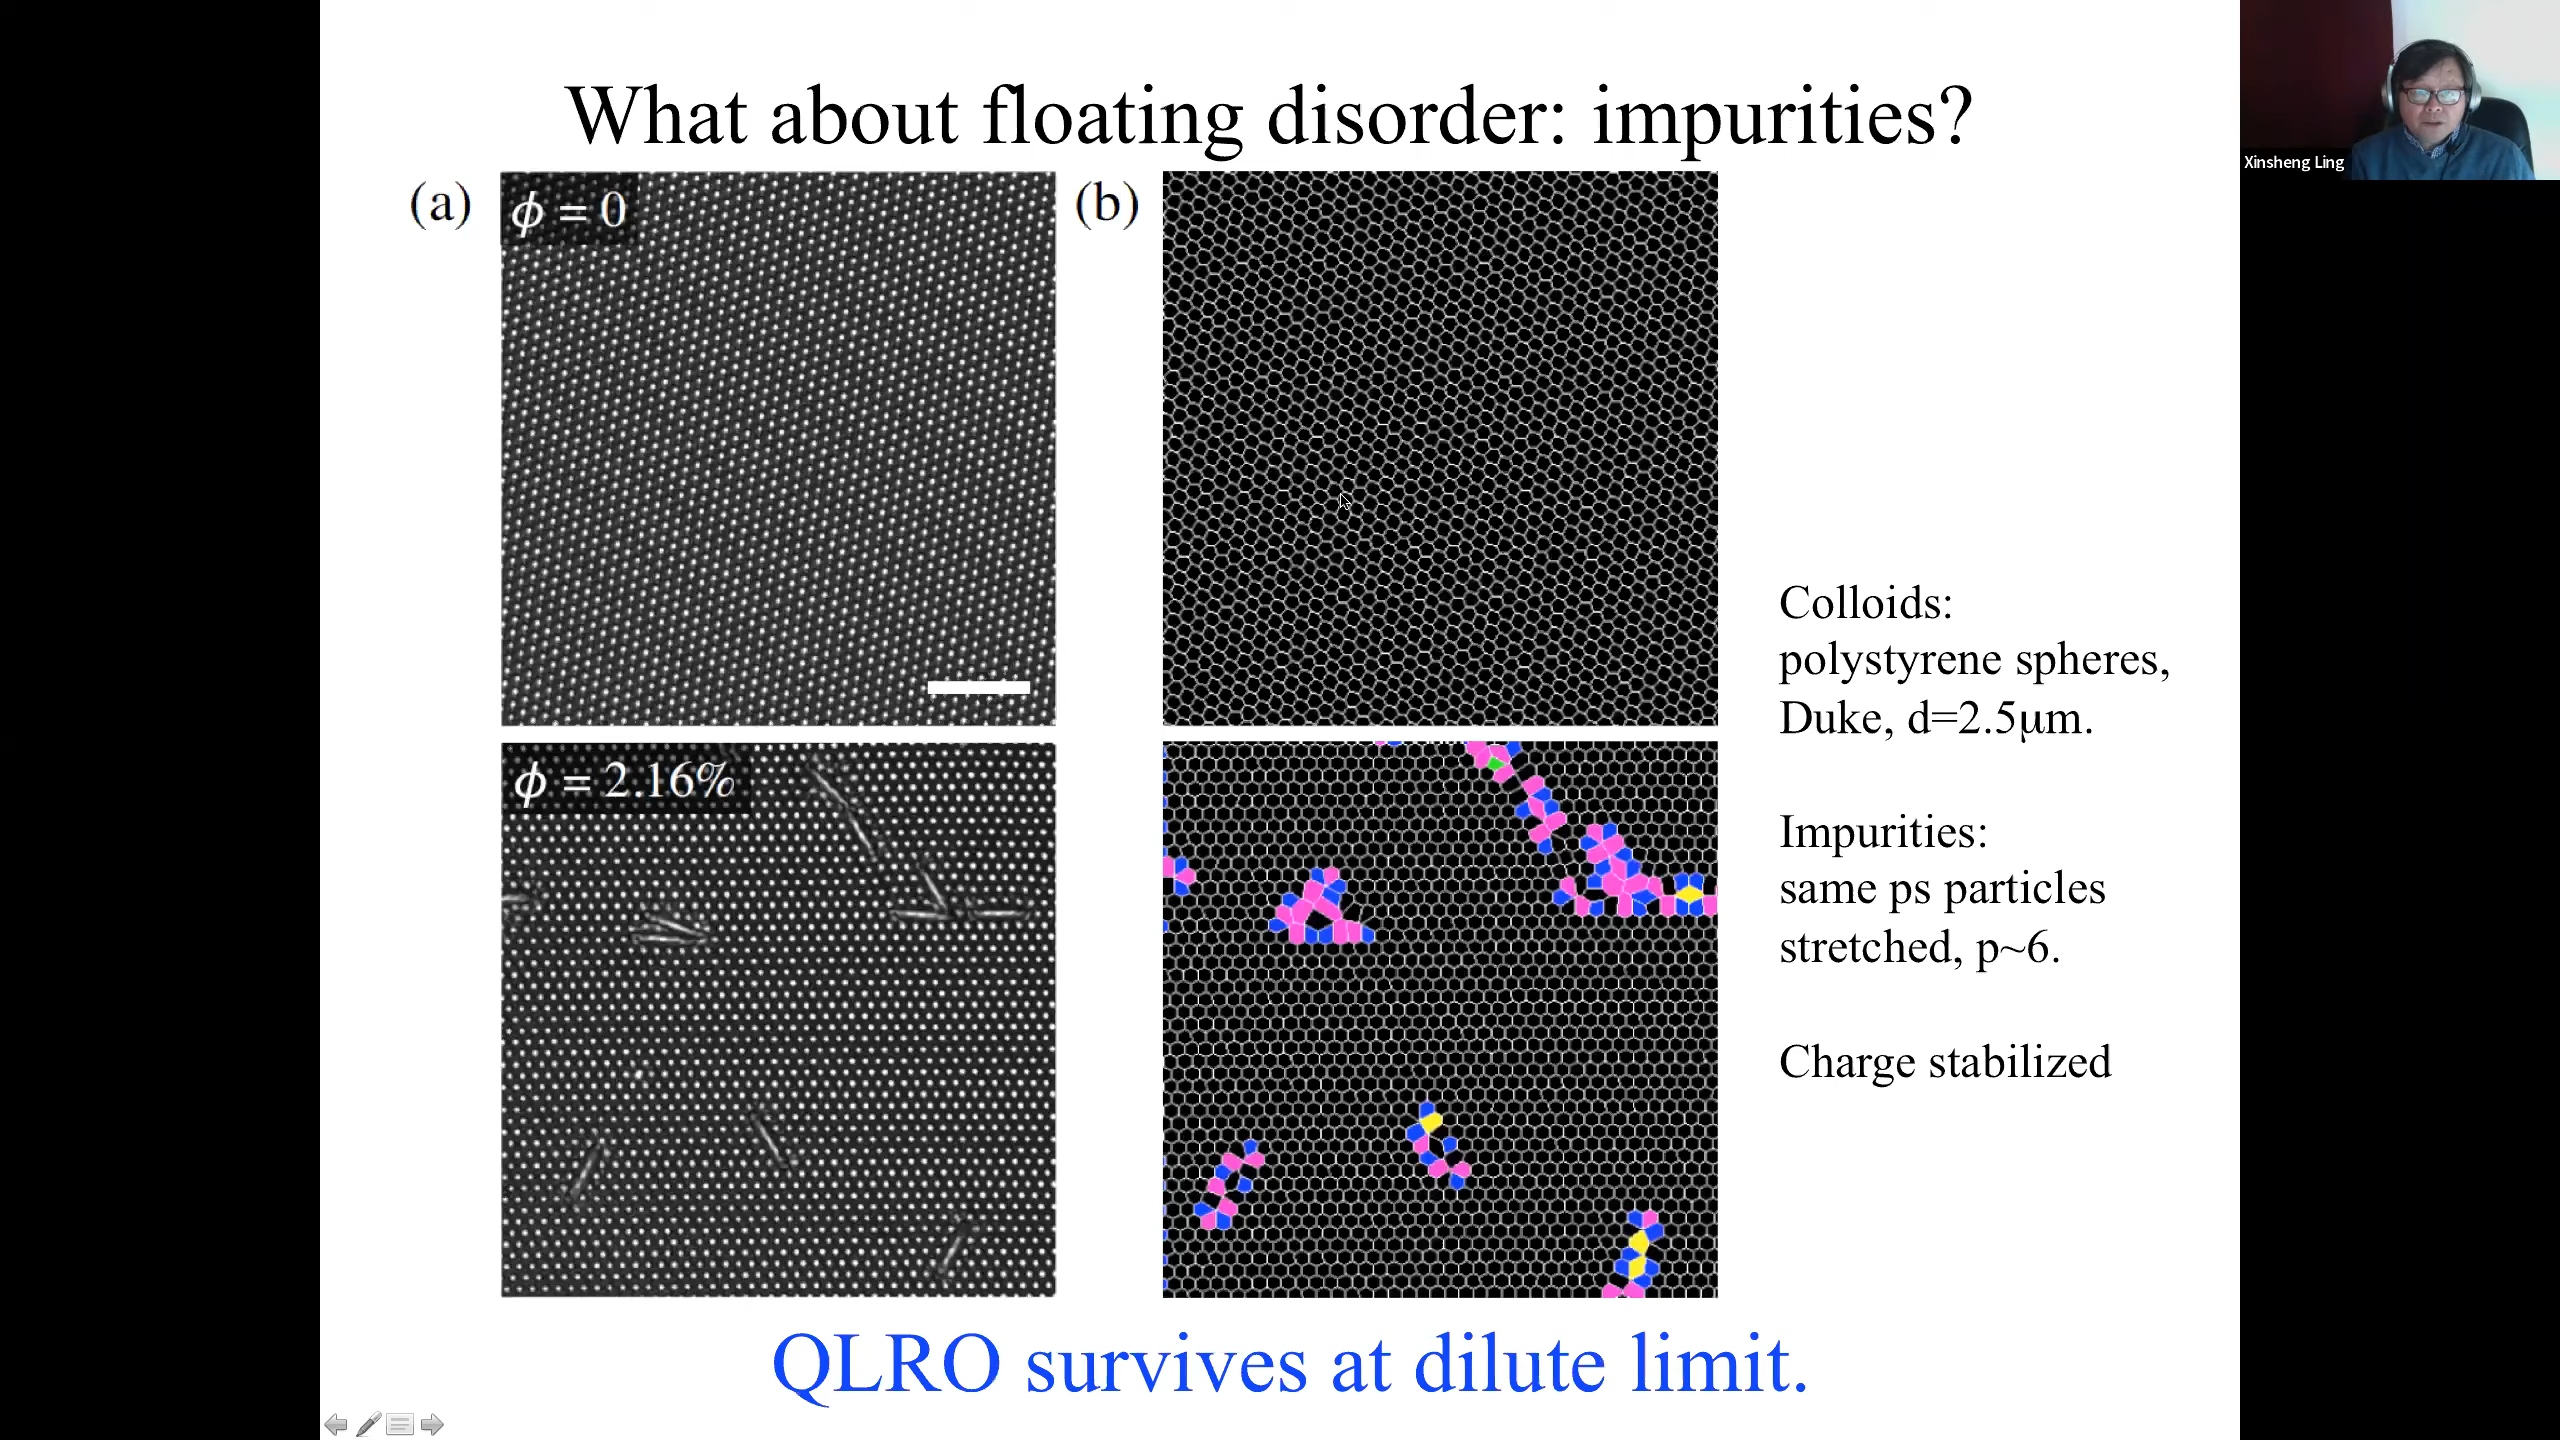 What about floating disorder: impurities?
Xinsheng Ling
(a)
ϕ = 0
(b)
ϕ = 2.16%
Colloids:
polystyrene spheres,
Duke, d=2.5μm.
Impurities:
same ps particles
stretched, p~6.
Charge stabilized
QLRO survives at dilute limit.